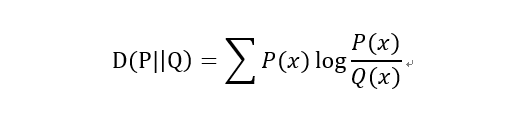 D(P||Q) = ∑ P(x) log P(x)/Q(x) ↵